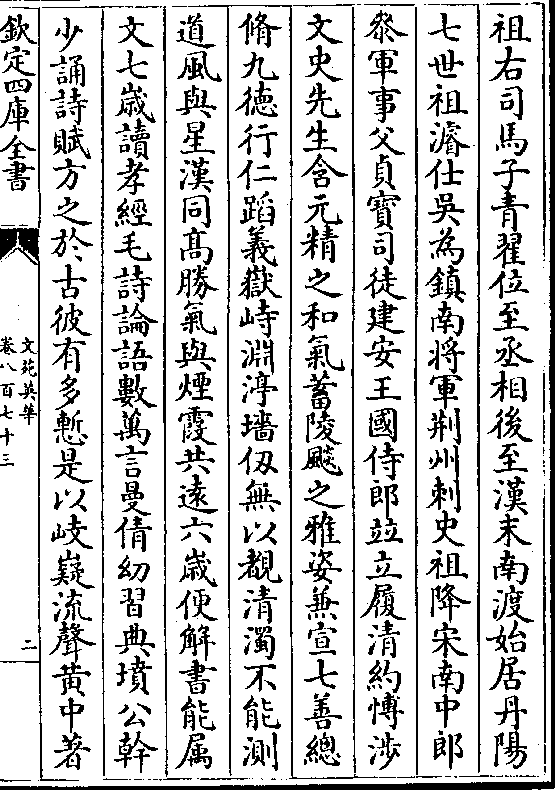 祖右司馬子青翟位至丞相後至漢末南渡始居丹陽
七世祖濬仕吳為鎮南將軍荆州刺史祖降宋南中郎
叅軍事父貞寳司徒建安王國侍郎竝立履清約博涉
文史先生含元精之和氣蓄陵颷之雅姿兼宣七善總
脩九德行仁蹈義嶽峙淵渟墻仭無以覩清濁不能測
道風與星漢同髙勝氣與煙霞共遠六歳便解書能属
文七歳讀孝經毛詩論語數萬言曼倩幼習典墳公幹
少誦詩賦方之於古彼有多慙是以岐嶷流聲黄中著
欽定四庫全書
文苑英華
卷八百七十三
二